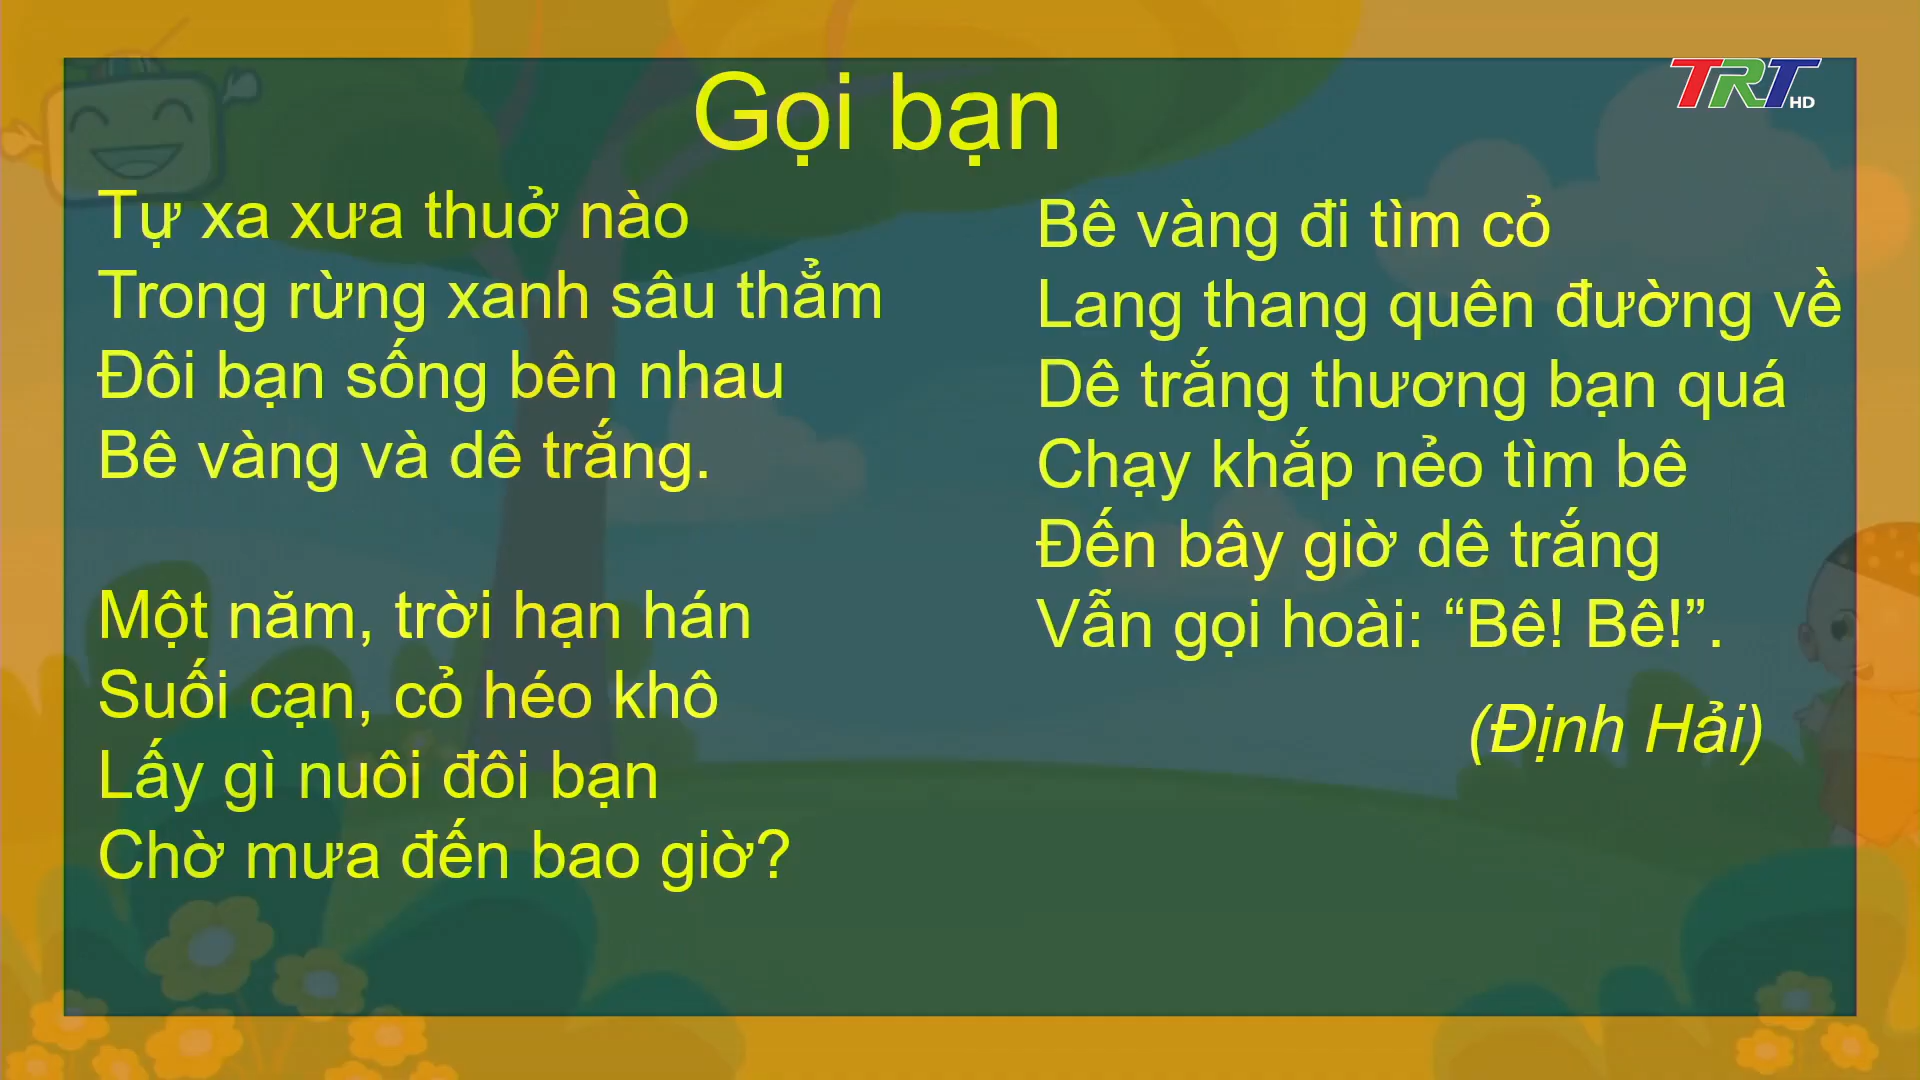 Gọi bạn
TRT HD
Tự xa xưa thuở nào
Trong rừng xanh sâu thẳm
Đôi bạn sống bên nhau
Bê vàng và dê trắng.
Một năm, trời hạn hán
Suối cạn, cỏ héo khô
Lấy gì nuôi đôi bạn
Chờ mưa đến bao giờ?
Bê vàng đi tìm cỏ
Lang thang quên đường về
Dê trắng thương bạn quá
Chạy khắp nẻo tìm bê
Đến bây giờ dê trắng
Vẫn gọi hoài: “Bê! Bê!”.
(Định Hải)